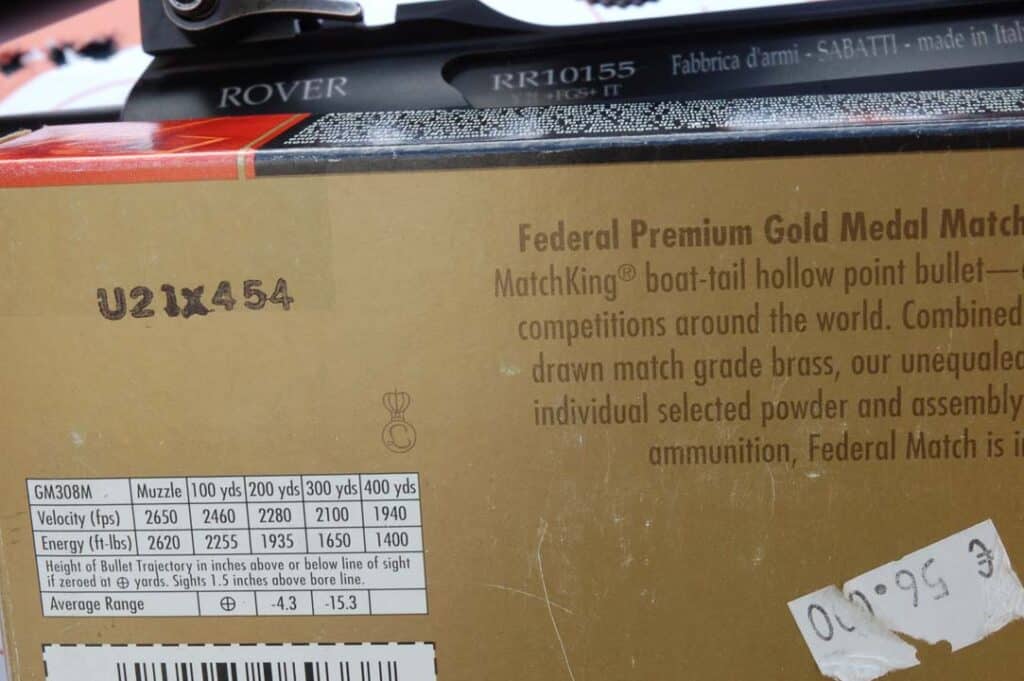 ROVER
RR10155
Fabbrica d'armi - SABATTI - made in Ital
+FGS+ IT
U21X454
Federal Premium Gold Medal Match
MatchKing® boat-tail hollow point bullet—
competitions around the world. Combined
drawn match grade brass, our unequaled
individual selected powder and assembly
ammunition, Federal Match is i
C
GM308M Muzzle 100 yds 200 yds 300 yds 400 yds
Velocity (fps) 2650 2460 2280 2100 1940
Energy (ft-lbs) 2620 2255 1935 1650 1400
Height of Bullet Trajectory in inches above or below line of sight
if zeroed at ⊕ yards. Sights 1.5 inches above bore line.
Average Range ⊕ -4.3 -15.3
€ 56.00